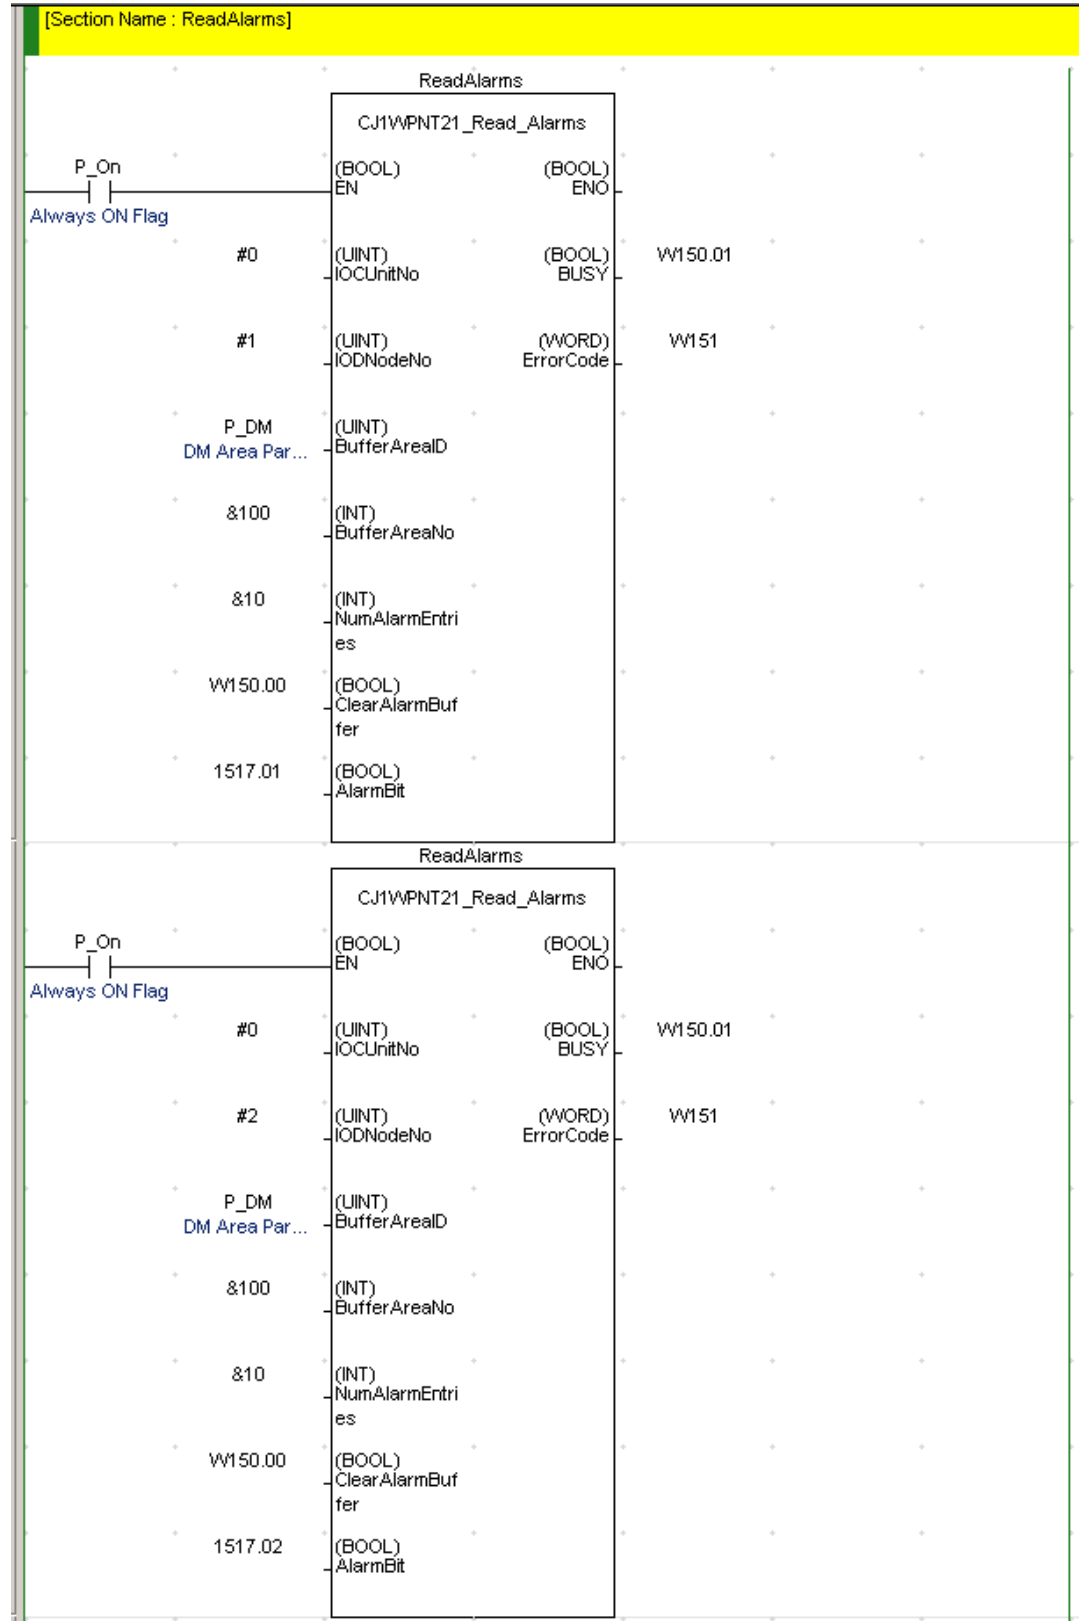 [Section Name : ReadAlarms]
ReadAlarms
CJ1WPNT21_Read_Alarms
P_On
(BOOL) (BOOL)
EN ENO
Always ON Flag
#0 (UINT) (BOOL) W150.01
IOCUnitNo BUSY
#1 (UINT) (WORD) W151
IODNodeNo ErrorCode
P_DM (UINT)
DM Area Par... BufferAreaID
&100 (INT)
BufferAreaNo
&10 (INT)
NumAlarmEntri
es
W150.00 (BOOL)
ClearAlarmBuf
fer
1517.01 (BOOL)
AlarmBit
ReadAlarms
CJ1WPNT21_Read_Alarms
P_On
(BOOL) (BOOL)
EN ENO
Always ON Flag
#0 (UINT) (BOOL) W150.01
IOCUnitNo BUSY
#2 (UINT) (WORD) W151
IODNodeNo ErrorCode
P_DM (UINT)
DM Area Par... BufferAreaID
&100 (INT)
BufferAreaNo
&10 (INT)
NumAlarmEntri
es
W150.00 (BOOL)
ClearAlarmBuf
fer
1517.02 (BOOL)
AlarmBit